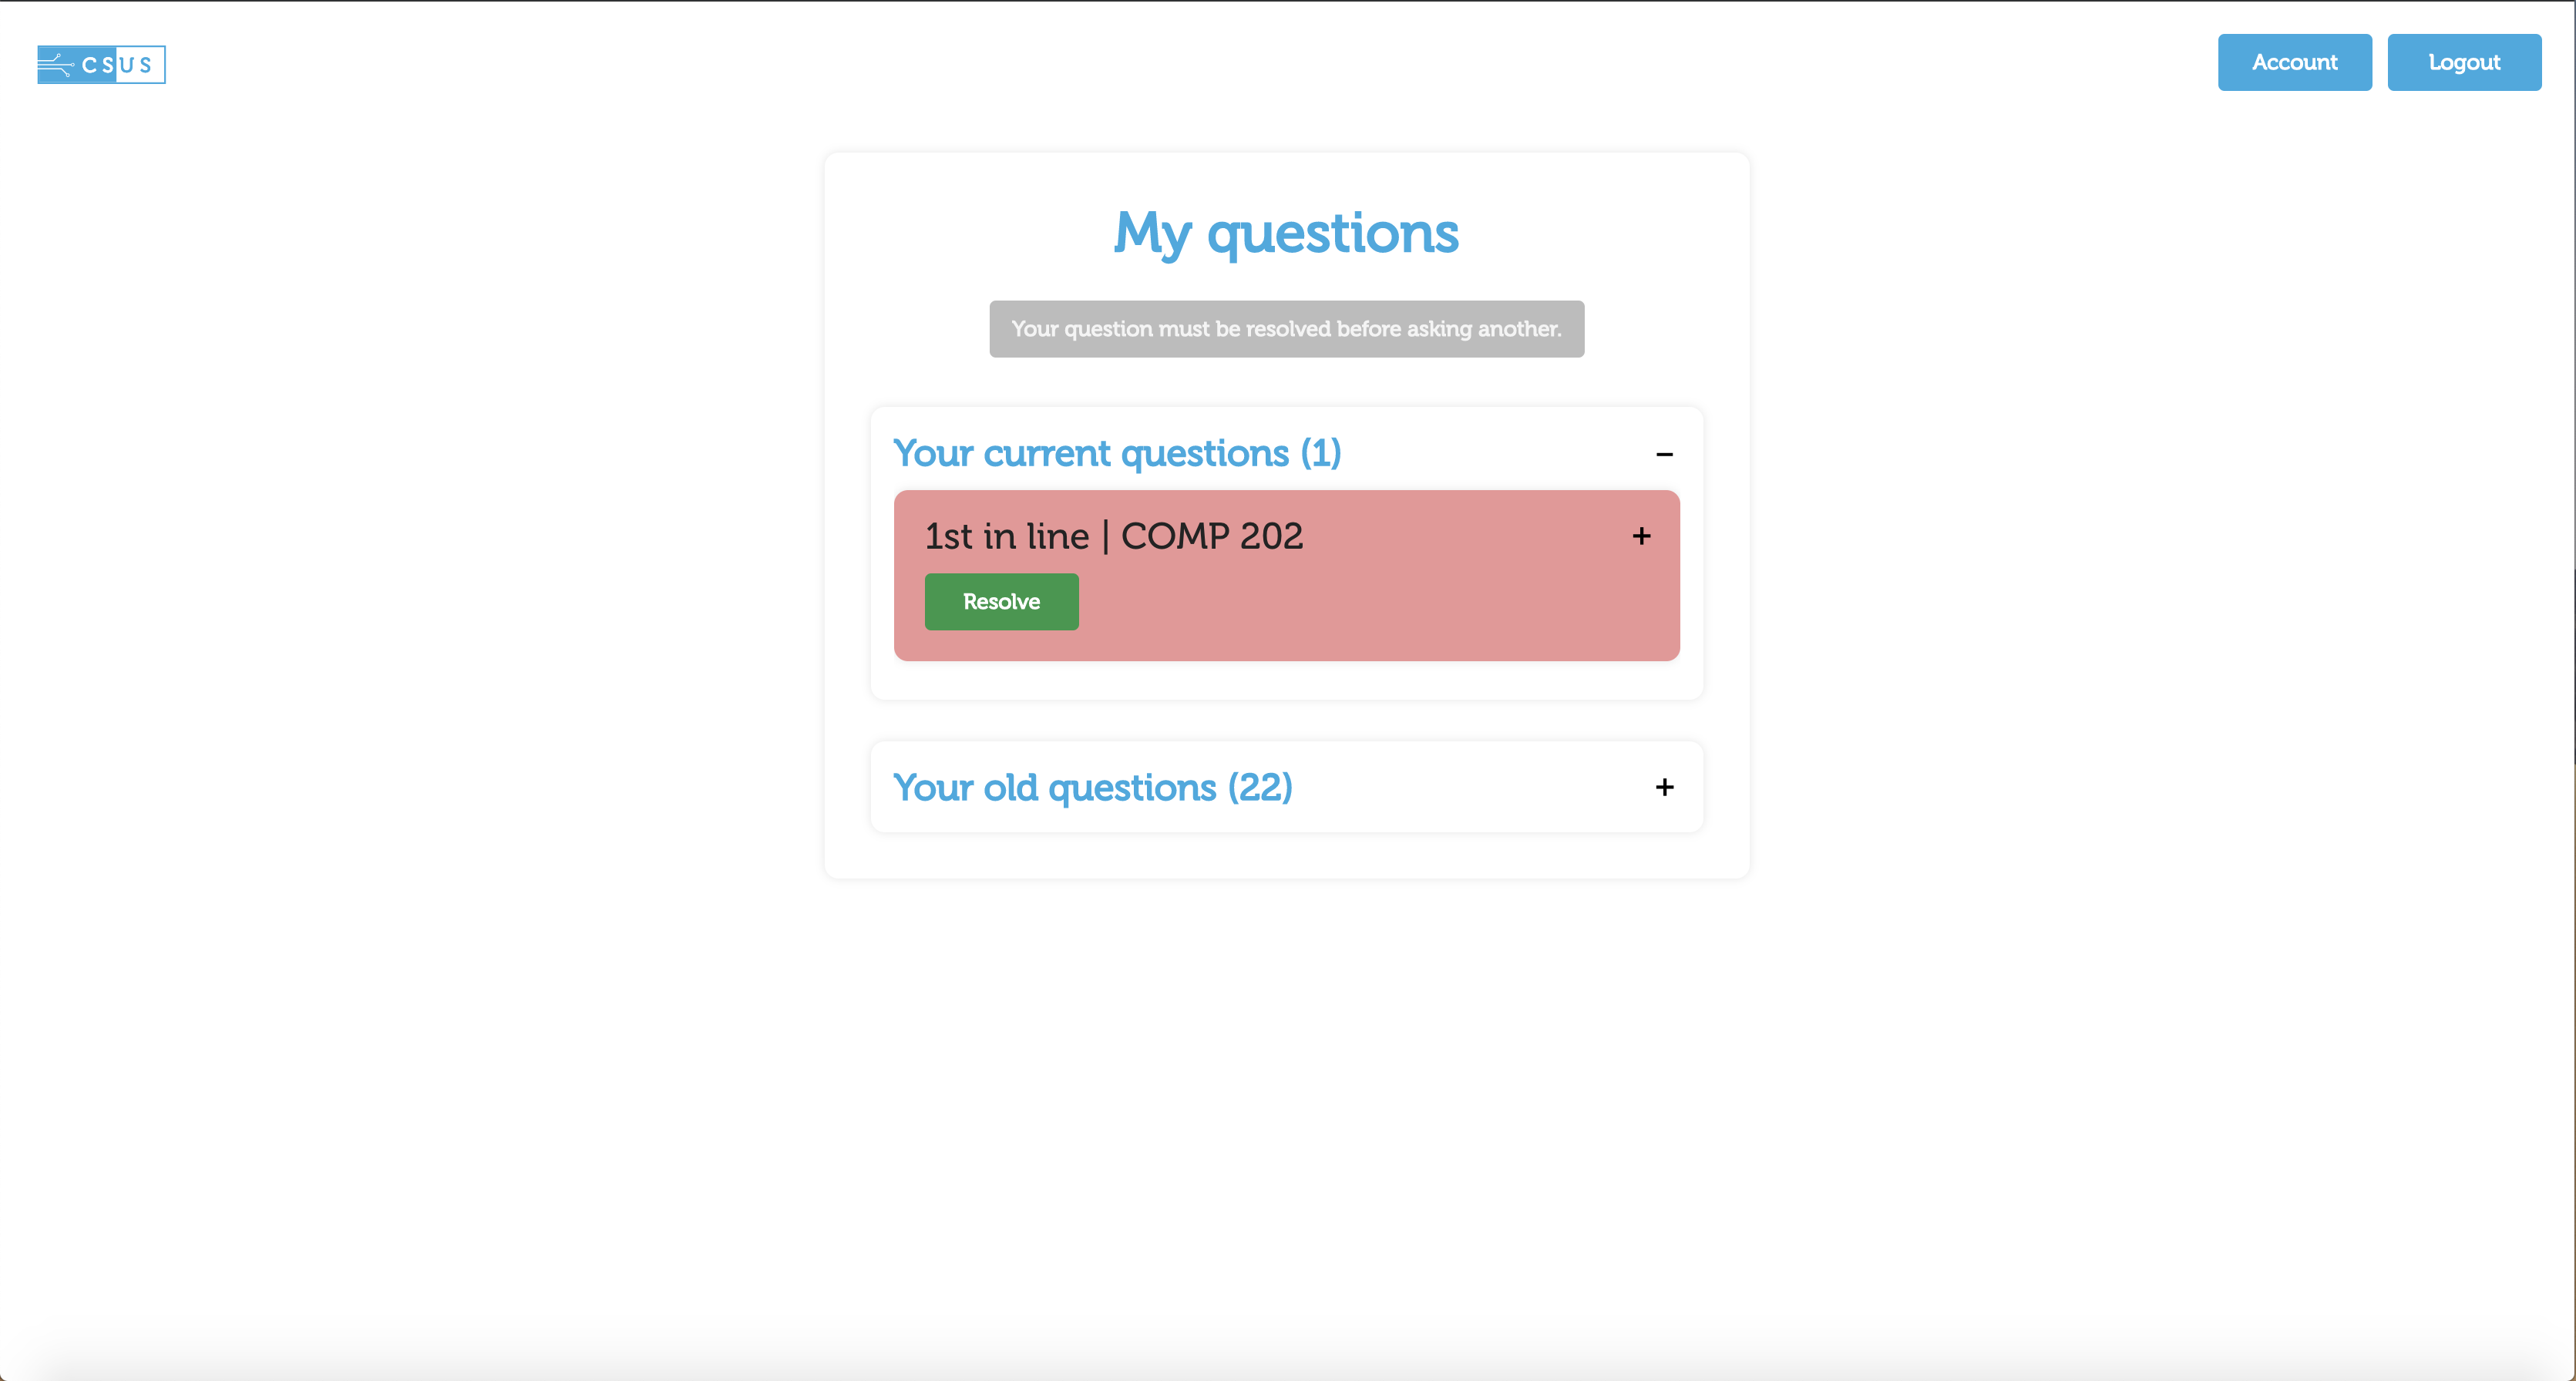 CSUS
Account
Logout
My questions
Your question must be resolved before asking another.
Your current questions (1)
−
1st in line | COMP 202
+
Resolve
Your old questions (22)
+